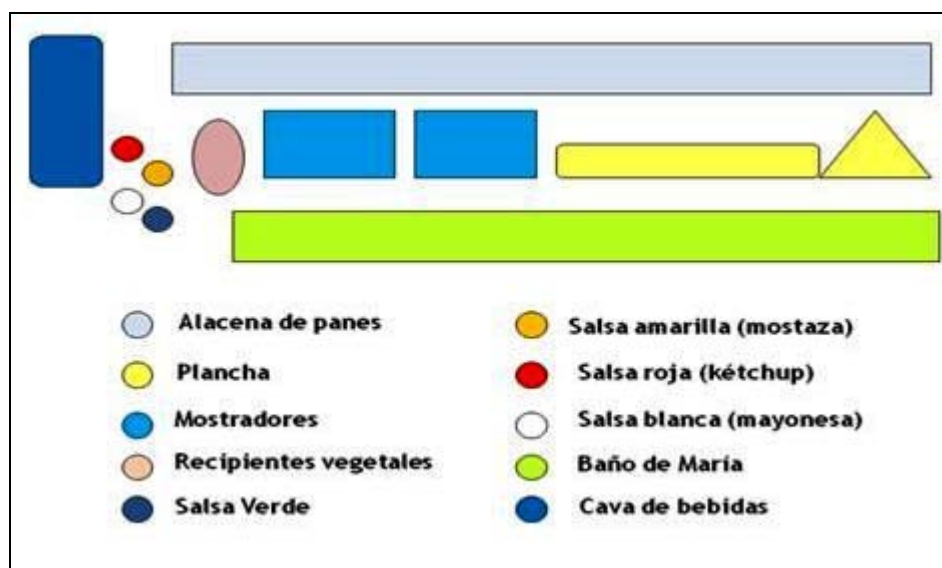 Alacena de panes
Plancha
Mostradores
Recipientes vegetales
Salsa Verde
Salsa amarilla (mostaza)
Salsa roja (kétchup)
Salsa blanca (mayonesa)
Baño de María
Cava de bebidas